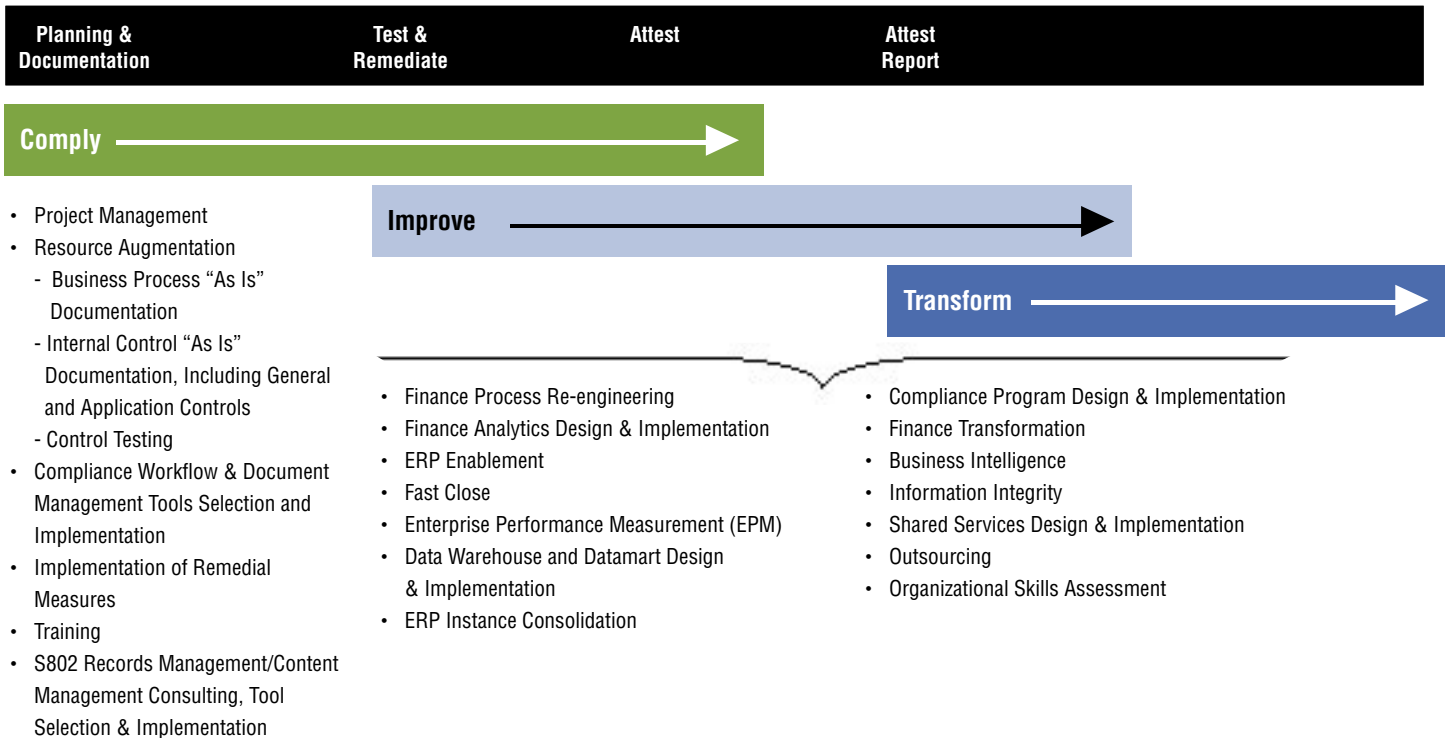 Planning &
Documentation
Test &
Remediate
Attest
Attest
Report
Comply
Improve
Transform
• Project Management
• Resource Augmentation
- Business Process “As Is”
Documentation
- Internal Control “As Is”
Documentation, Including General
and Application Controls
- Control Testing
• Compliance Workflow & Document
Management Tools Selection and
Implementation
• Implementation of Remedial
Measures
• Training
• S802 Records Management/Content
Management Consulting, Tool
Selection & Implementation
• Finance Process Re-engineering
• Finance Analytics Design & Implementation
• ERP Enablement
• Fast Close
• Enterprise Performance Measurement (EPM)
• Data Warehouse and Datamart Design
& Implementation
• ERP Instance Consolidation
• Compliance Program Design & Implementation
• Finance Transformation
• Business Intelligence
• Information Integrity
• Shared Services Design & Implementation
• Outsourcing
• Organizational Skills Assessment